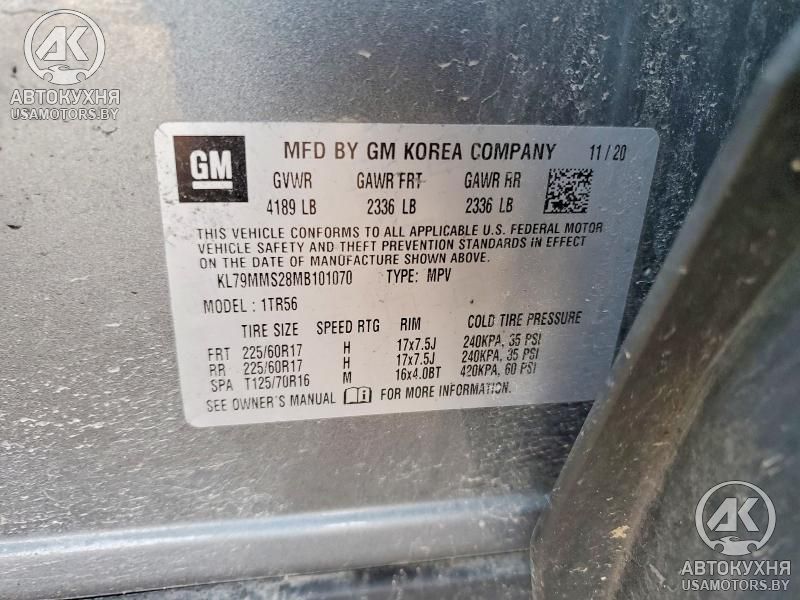 AK
АВТОКУХНЯ
USAMOTORS.BY
GM MFD BY GM KOREA COMPANY 11/20
GVWR GAWR FRT GAWR RR
4189 LB 2336 LB 2336 LB
THIS VEHICLE CONFORMS TO ALL APPLICABLE U.S. FEDERAL MOTOR
VEHICLE SAFETY AND THEFT PREVENTION STANDARDS IN EFFECT
ON THE DATE OF MANUFACTURE SHOWN ABOVE.
KL79MMS28MB101070 TYPE: MPV
MODEL : 1TR56
TIRE SIZE SPEED RTG RIM COLD TIRE PRESSURE
FRT 225/60R17 H 17x7.5J 240KPA, 35 PSI
RR 225/60R17 H 17x7.5J 240KPA, 35 PSI
SPA T125/70R16 M 16x4.0BT 420KPA, 60 PSI
SEE OWNER'S MANUAL FOR MORE INFORMATION.
AK
АВТОКУХНЯ
USAMOTORS.BY